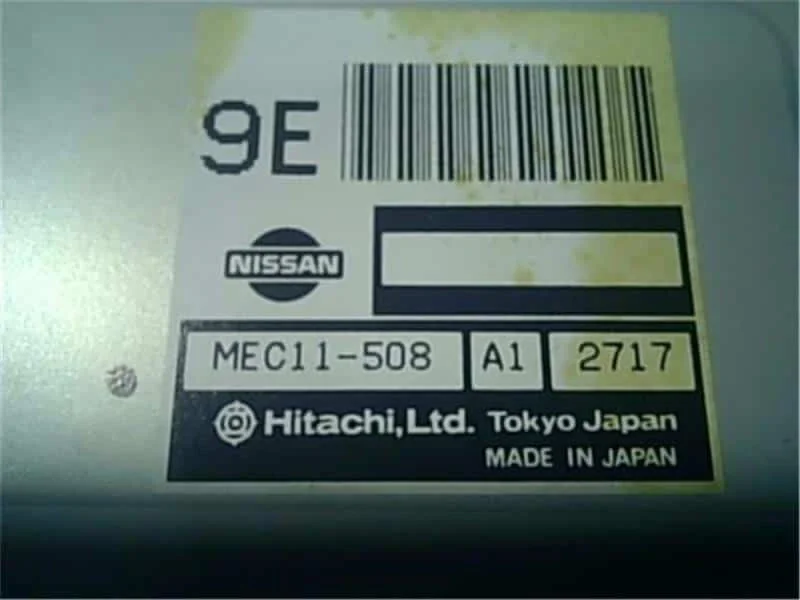 9E
NISSAN
MEC11-508 A1 2717
Hitachi, Ltd. Tokyo Japan
MADE IN JAPAN